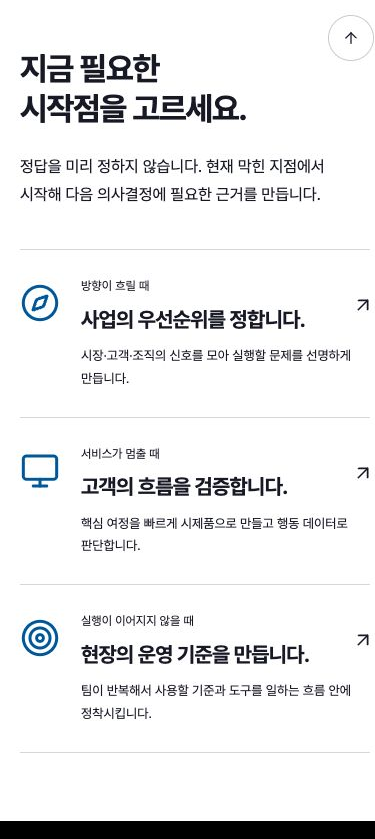 지금 필요한
시작점을 고르세요.
정답을 미리 정하지 않습니다. 현재 막힌 지점에서
시작해 다음 의사결정에 필요한 근거를 만듭니다.
방향이 흐릴 때
사업의 우선순위를 정합니다.
시장·고객·조직의 신호를 모아 실행할 문제를 선명하게
만듭니다.
서비스가 멈출 때
고객의 흐름을 검증합니다.
핵심 여정을 빠르게 시제품으로 만들고 행동 데이터로
판단합니다.
실행이 이어지지 않을 때
현장의 운영 기준을 만듭니다.
팀이 반복해서 사용할 기준과 도구를 일하는 흐름 안에
정착시킵니다.